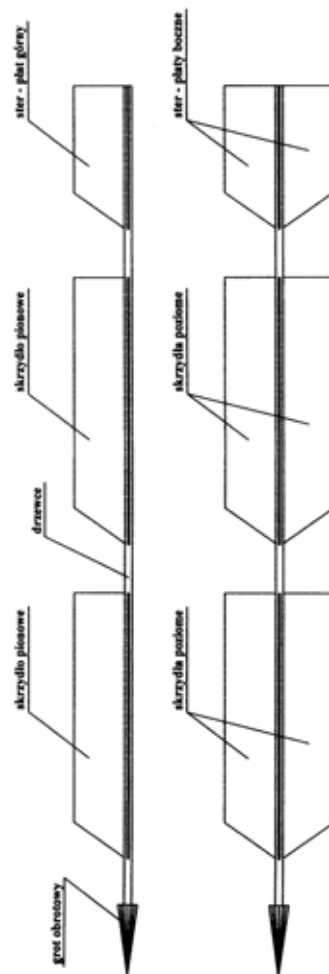 ster - płat górny
skrzydło pionowe
drzewce
skrzydło pionowe
grot obrotowy
ster - płaty boczne
skrzydła poziome
skrzydła poziome